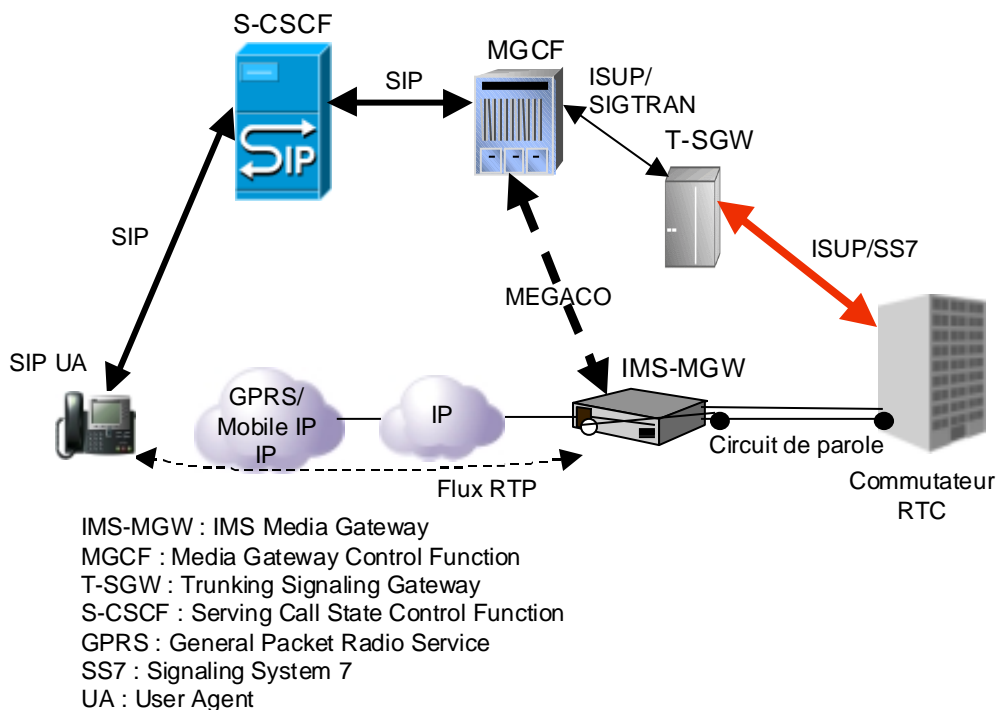 S-CSCF
MGCF
SIP
ISUP/
SIGTRAN
T-SGW
SIP
SIP
ISUP/SS7
MEGACO
SIP UA
IMS-MGW
GPRS/
Mobile IP
IP
IP
Circuit de parole
Flux RTP
Commutateur
RTC
IMS-MGW : IMS Media Gateway
MGCF : Media Gateway Control Function
T-SGW : Trunking Signaling Gateway
S-CSCF : Serving Call State Control Function
GPRS : General Packet Radio Service
SS7 : Signaling System 7
UA : User Agent